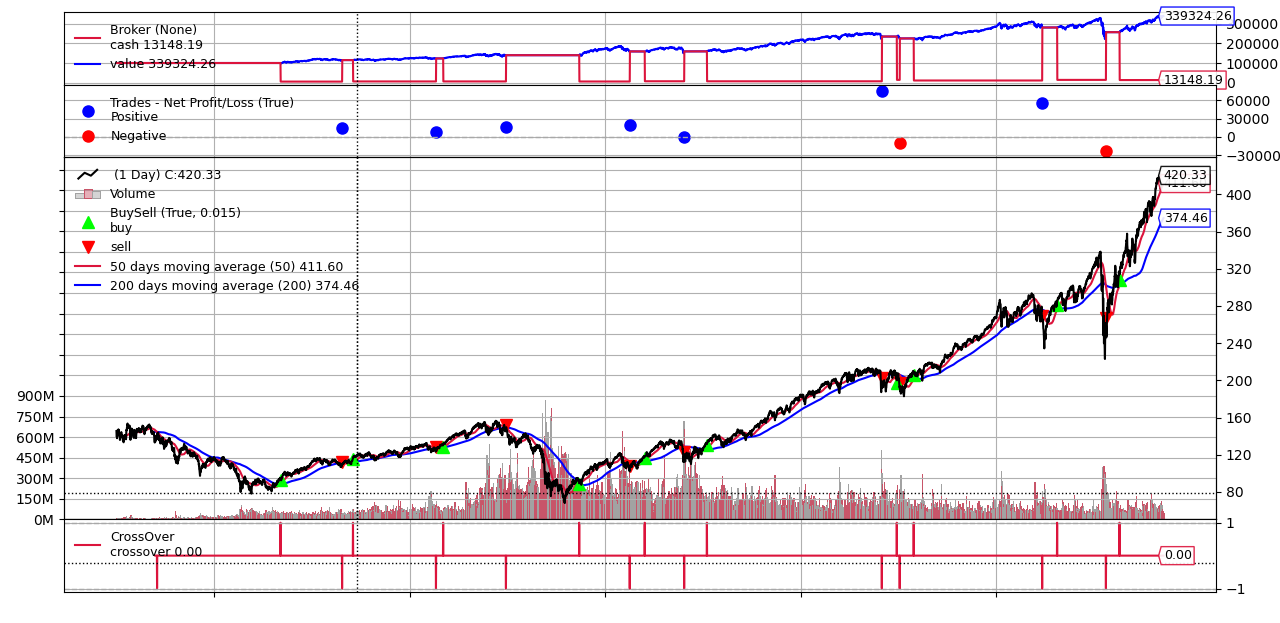 Broker (None)
cash 13148.19
value 339324.26
339324.26
300000
200000
100000
0
13148.19
Trades - Net Profit/Loss (True)
Positive
Negative
60000
30000
0
−30000
(1 Day) C:420.33
Volume
BuySell (True, 0.015)
buy
sell
50 days moving average (50) 411.60
200 days moving average (200) 374.46
420.33
411.60
400
374.46
360
320
280
240
200
160
120
80
900M
750M
600M
450M
300M
150M
0M
CrossOver
crossover 0.00
1
0.00
−1